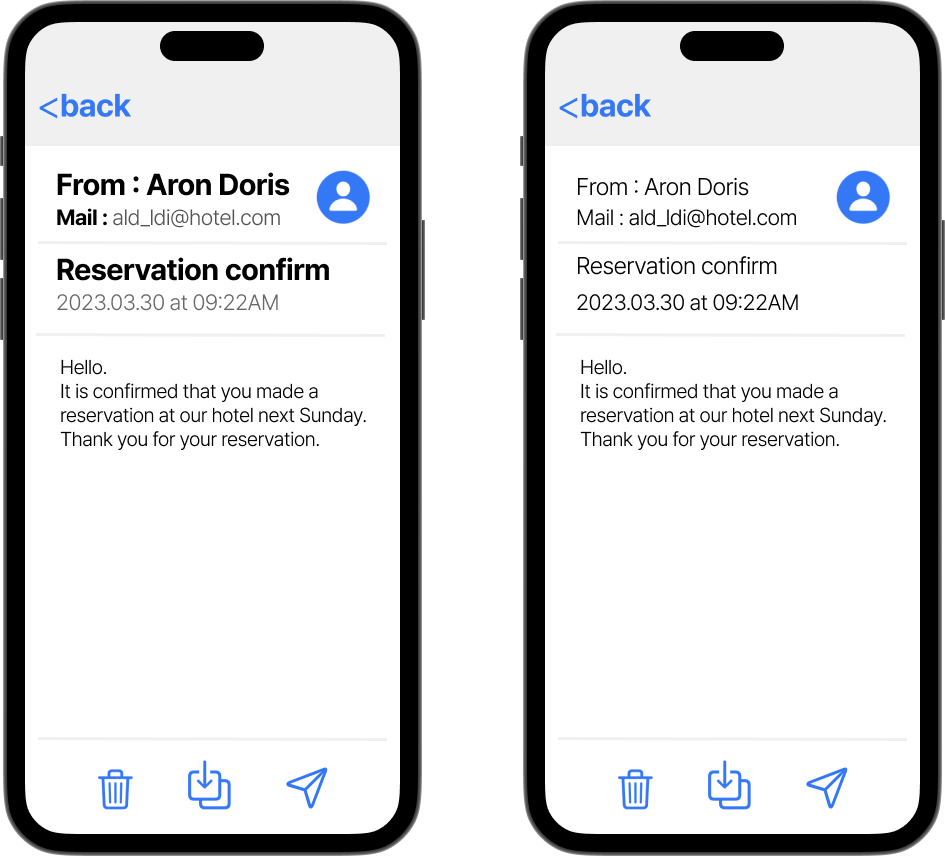 <back
From : Aron Doris
Mail : ald_ldi@hotel.com
Reservation confirm
2023.03.30 at 09:22AM
Hello.
It is confirmed that you made a
reservation at our hotel next Sunday.
Thank you for your reservation.
<back
From : Aron Doris
Mail : ald_ldi@hotel.com
Reservation confirm
2023.03.30 at 09:22AM
Hello.
It is confirmed that you made a
reservation at our hotel next Sunday.
Thank you for your reservation.